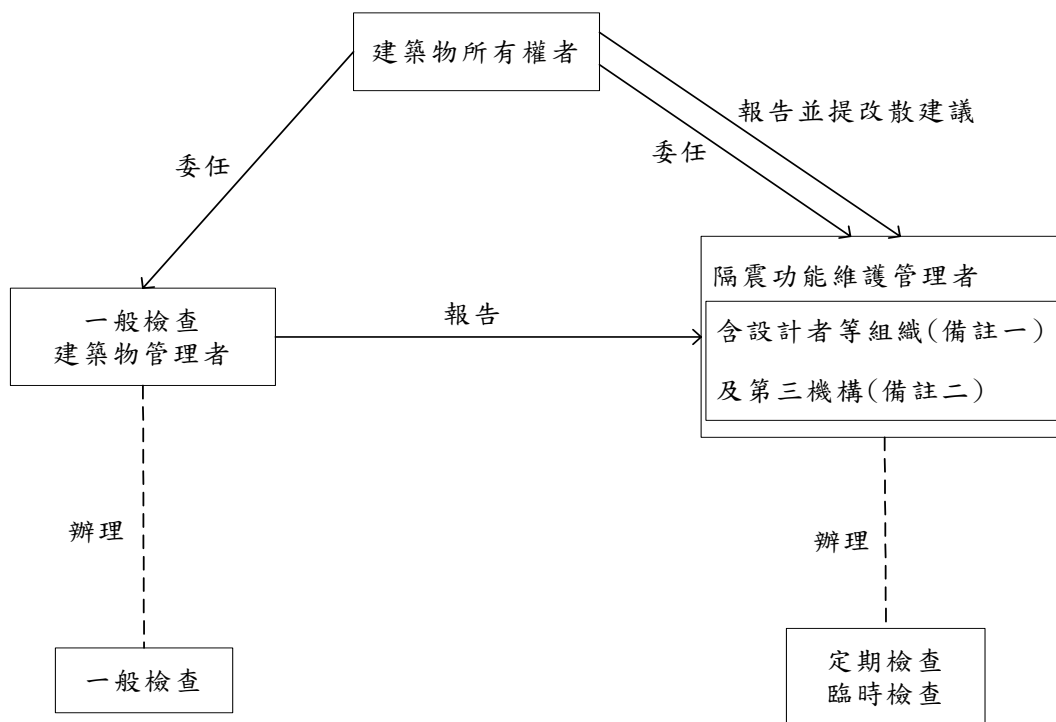 建築物所有權者
報告並提改散建議
委任
委任
隔震功能維護管理者
一般檢查
建築物管理者
報告
含設計者等組織(備註一)
及第三機構(備註二)
辦理
辦理
一般檢查
定期檢查
臨時檢查